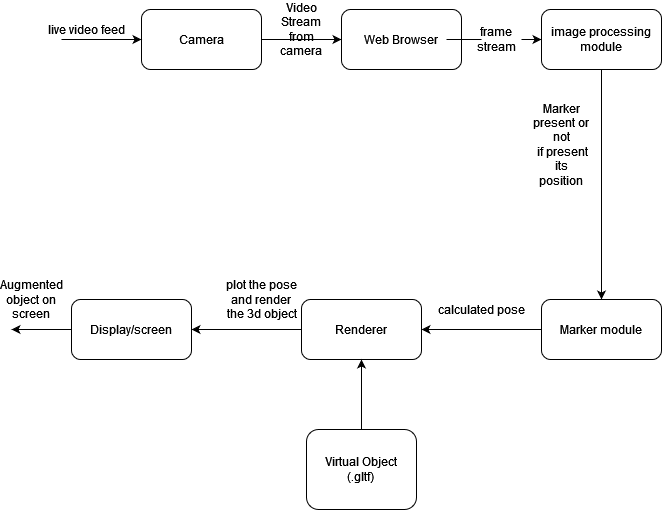 live video feed
Camera
Video
Stream
from
camera
Web Browser
frame
stream
image processing
module
Marker
present or
not
if present
its
position
Augmented
object on
screen
Display/screen
plot the pose
and render
the 3d object
Renderer
calculated pose
Marker module
Virtual Object
(.gltf)